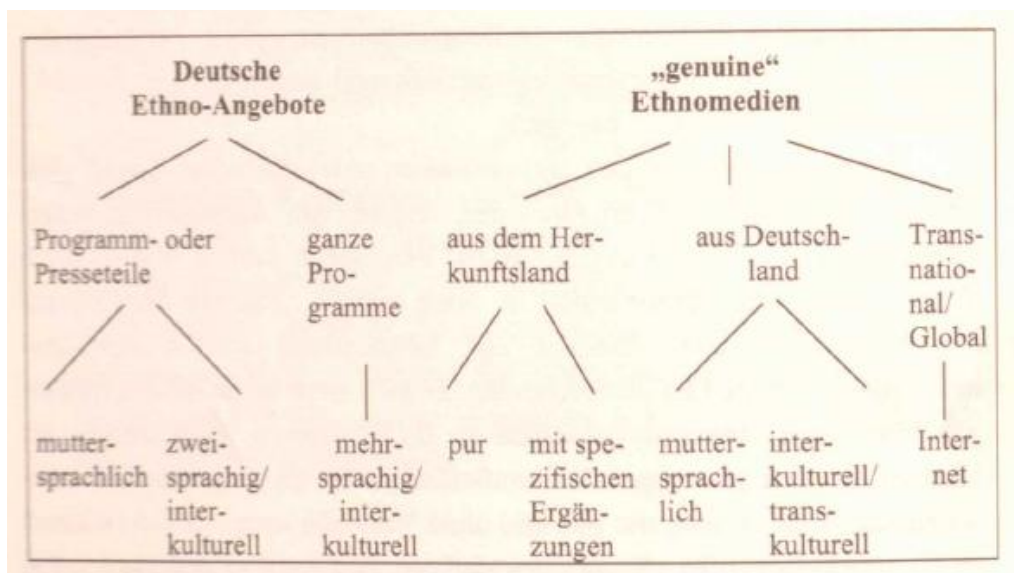 Deutsche
Ethno-Angebote
„genuine“
Ethnomedien
Programm- oder
Presseteile
ganze
Pro-
gramme
aus dem Her-
kunftsland
aus Deutsch-
land
Trans-
natio-
nal/
Global
mutter-
sprachlich
zwei-
sprachig/
inter-
kulturell
mehr-
sprachig/
inter-
kulturell
pur
mit spe-
zifischen
Ergän-
zungen
mutter-
sprach-
lich
inter-
kulturell/
trans-
kulturell
Inter-
net